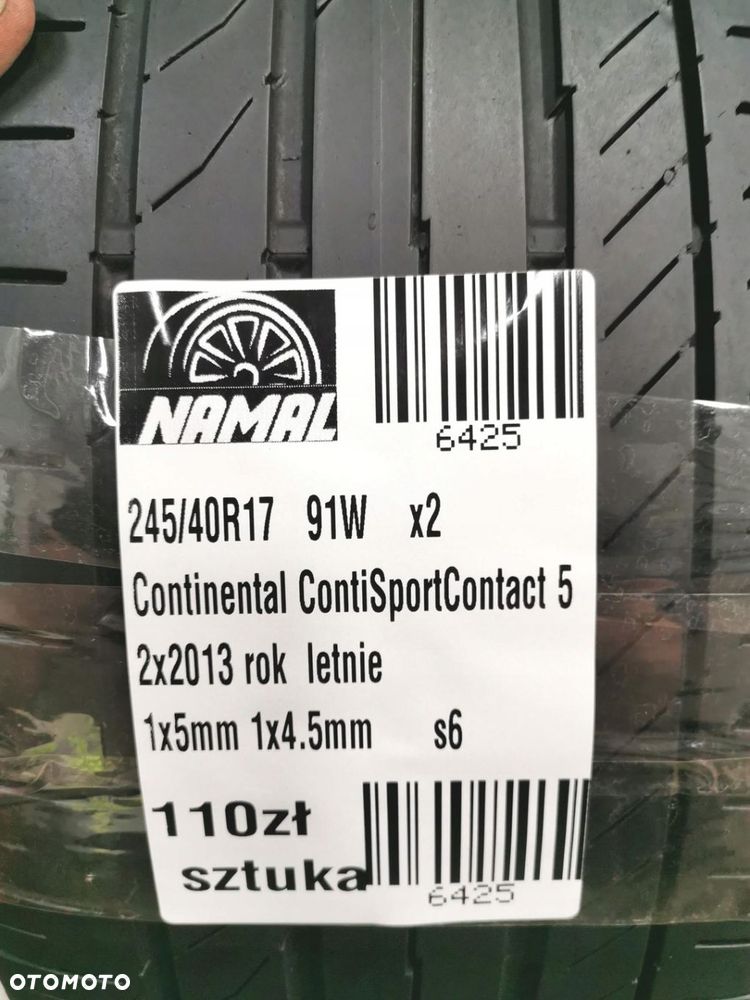 NAMAL
6425
245/40R17 91W x2
Continental ContiSportContact 5
2x2013 rok letnie
1x5mm 1x4.5mm s6
110zł
sztuka
6425
OTOMOTO